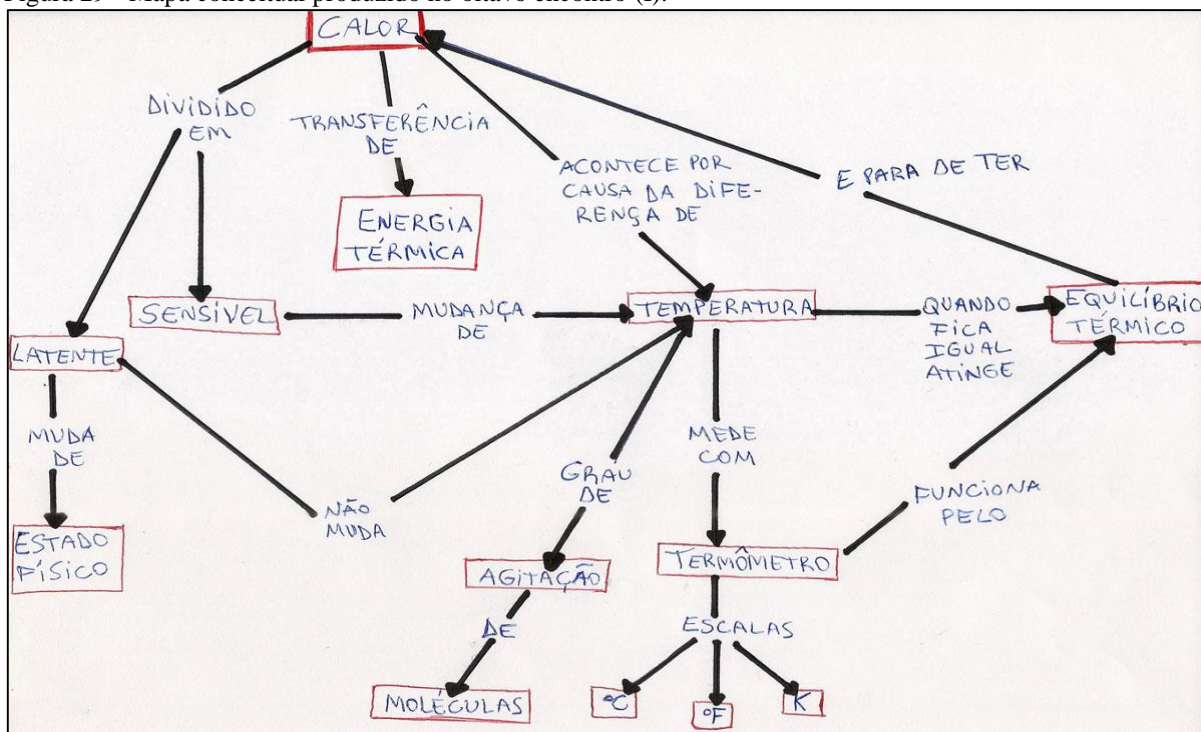 Figura 29 - Mapa conceitual produzido no oitavo encontro (I).
CALOR
DIVIDIDO
EM
TRANSFERÊNCIA
DE
ACONTECE POR
CAUSA DA DIFE-
RENÇA DE
E PARA DE TER
ENERGIA
TÉRMICA
SENSÍVEL
MUDANÇA
DE
TEMPERATURA
QUANDO
FICA
IGUAL
ATINGE
EQUILÍBRIO
TÉRMICO
LATENTE
MUDA
DE
NÃO
MUDA
GRAU
DE
MEDE
COM
FUNCIONA
PELO
ESTADO
FÍSICO
AGITAÇÃO
TERMÔMETRO
DE
ESCALAS
MOLÉCULAS
°C
°F
K